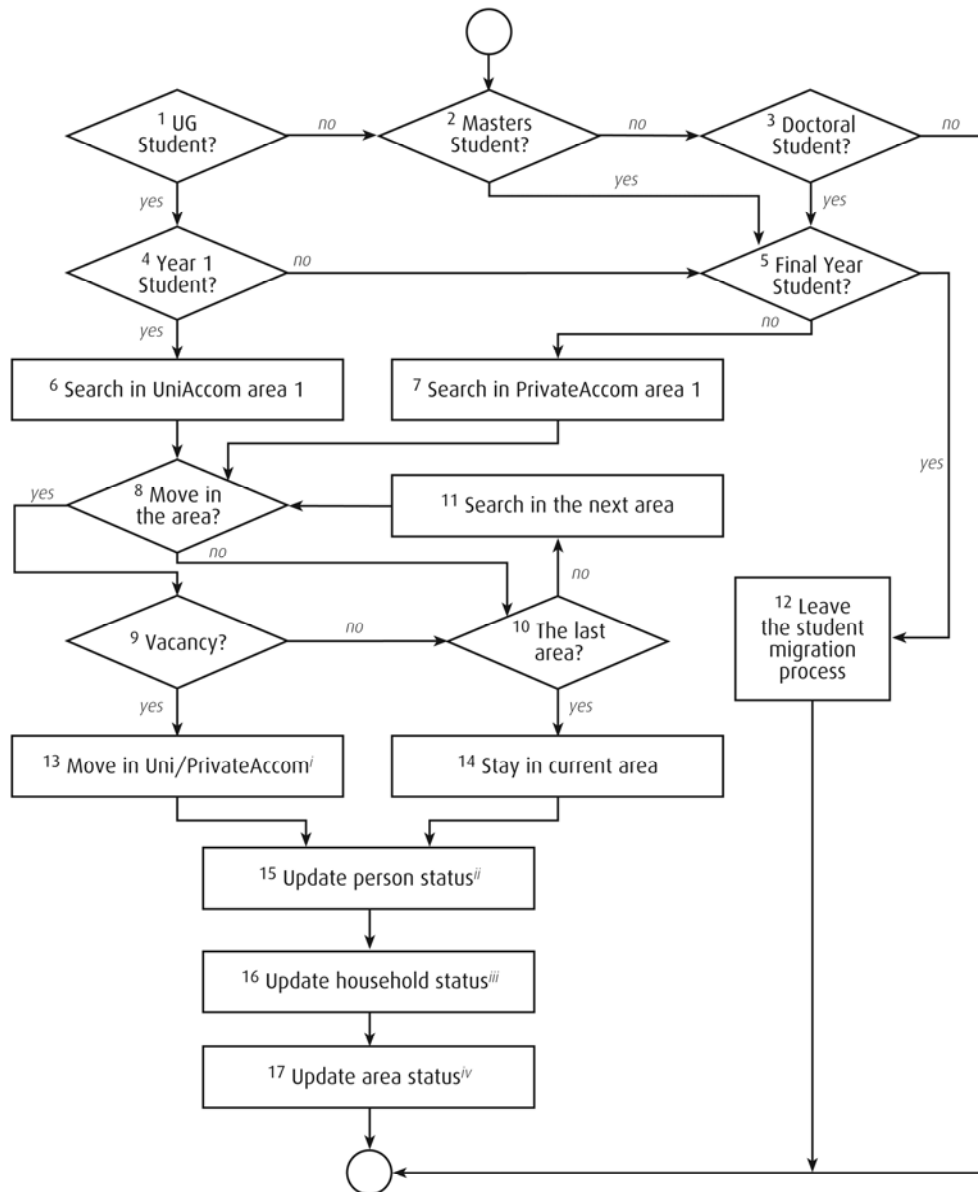 1 UG
Student?
no
2 Masters
Student?
no
3 Doctoral
Student?
no
yes
yes
yes
4 Year 1
Student?
no
5 Final Year
Student?
yes
no
6 Search in UniAccom area 1
7 Search in PrivateAccom area 1
yes
8 Move in
the area?
11 Search in the next area
yes
no
no
9 Vacancy?
no
10 The last
area?
12 Leave
the student
migration
process
yes
yes
13 Move in Uni/PrivateAccom i
14 Stay in current area
15 Update person status ii
16 Update household status iii
17 Update area status iv